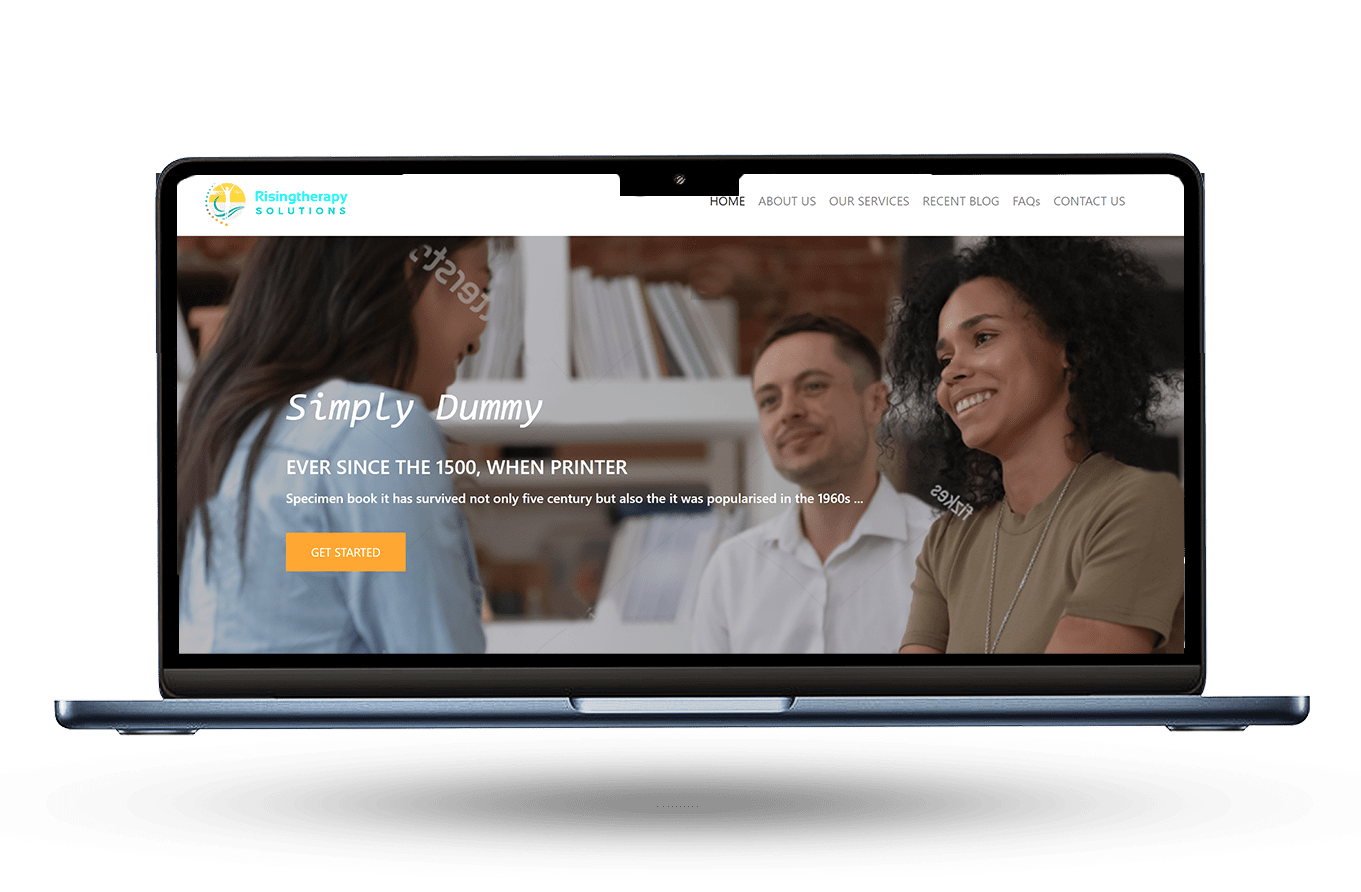 Risingtherapy
SOLUTIONS
HOME ABOUT US OUR SERVICES RECENT BLOG FAQs CONTACT US
Simply Dummy
EVER SINCE THE 1500, WHEN PRINTER
Specimen book it has survived not only five century but also the it was popularised in the 1960s ...
GET STARTED
fizkes